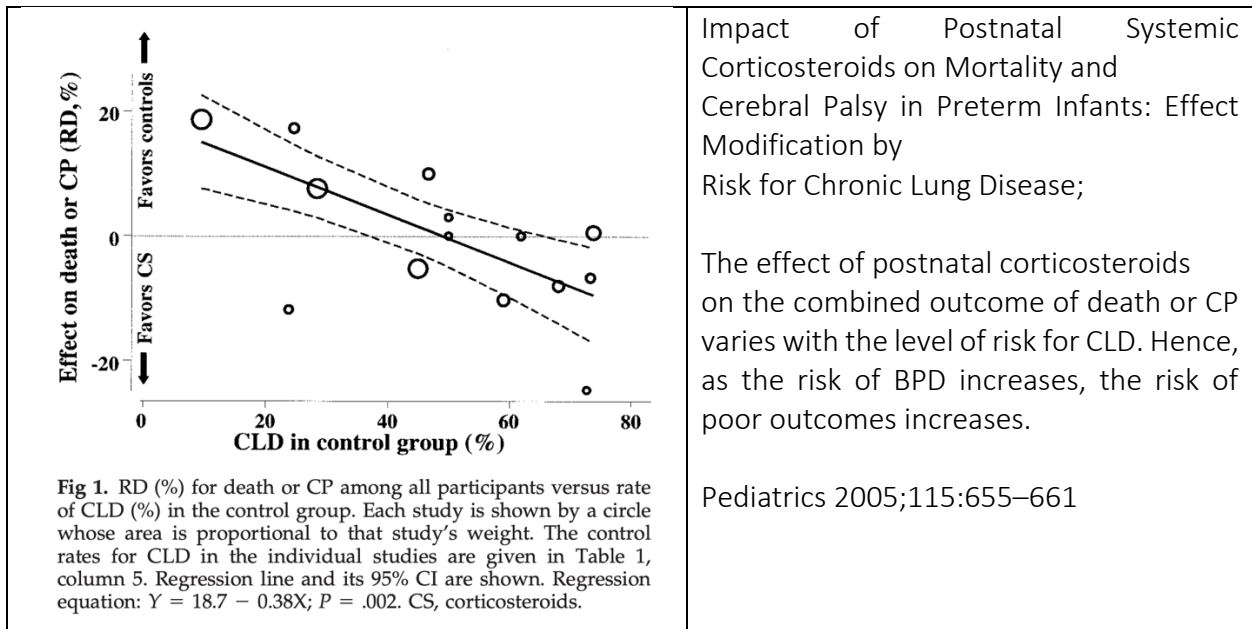 Favors controls
Favors CS
Effect on death or CP (RD,%)
20
0
-20
0
20
40
60
80
CLD in control group (%)
Fig 1. RD (%) for death or CP among all participants versus rate
of CLD (%) in the control group. Each study is shown by a circle
whose area is proportional to that study's weight. The control
rates for CLD in the individual studies are given in Table 1,
column 5. Regression line and its 95% CI are shown. Regression
equation: Y = 18.7 − 0.38X; P = .002. CS, corticosteroids.
Impact of Postnatal Systemic
Corticosteroids on Mortality and
Cerebral Palsy in Preterm Infants: Effect
Modification by
Risk for Chronic Lung Disease;
The effect of postnatal corticosteroids
on the combined outcome of death or CP
varies with the level of risk for CLD. Hence,
as the risk of BPD increases, the risk of
poor outcomes increases.
Pediatrics 2005;115:655–661